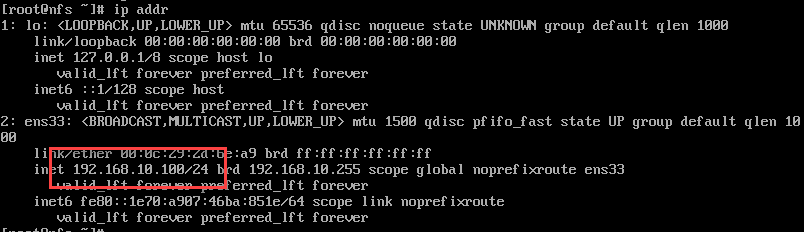 [root@nfs ~]# ip addr
1: lo: <LOOPBACK,UP,LOWER_UP> mtu 65536 qdisc noqueue state UNKNOWN group default qlen 1000
    link/loopback 00:00:00:00:00:00 brd 00:00:00:00:00:00
    inet 127.0.0.1/8 scope host lo
       valid_lft forever preferred_lft forever
    inet6 ::1/128 scope host
       valid_lft forever preferred_lft forever
2: ens33: <BROADCAST,MULTICAST,UP,LOWER_UP> mtu 1500 qdisc pfifo_fast state UP group default qlen 10
00
    link/ether 00:0c:29:2d:6e:a9 brd ff:ff:ff:ff:ff:ff
    inet 192.168.10.100/24 brd 192.168.10.255 scope global noprefixroute ens33
       valid_lft forever preferred_lft forever
    inet6 fe80::1e70:a907:46ba:851e/64 scope link noprefixroute
       valid_lft forever preferred_lft forever
[root@nfs ~]#